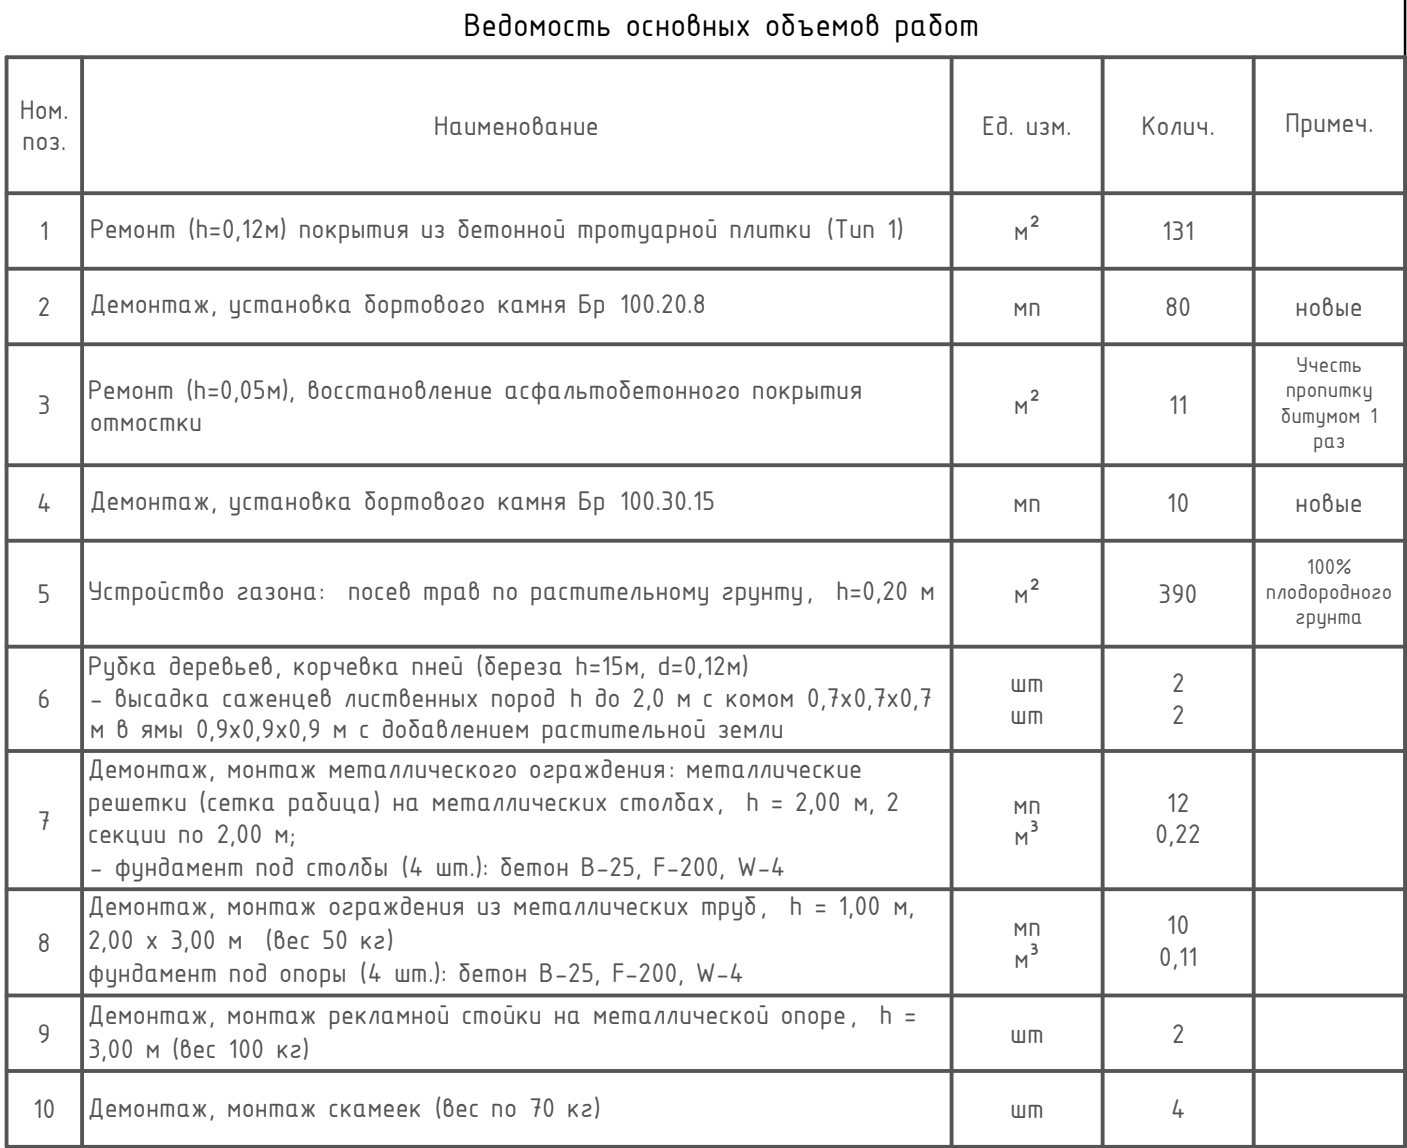 Ведомость основных объемов работ
Ном. поз.
Наименование
Ед. изм.
Колич.
Примеч.
1
Ремонт (h=0,12м) покрытия из бетонной тротуарной плитки (Тип 1)
м²
131
2
Демонтаж, установка бортового камня Бр 100.20.8
мп
80
новые
3
Ремонт (h=0,05м), восстановление асфальтобетонного покрытия
отмостки
м²
11
Учесть
пропитку
битумом 1
раз
4
Демонтаж, установка бортового камня Бр 100.30.15
мп
10
новые
5
Устройство газона: посев трав по растительному грунту, h=0,20 м
м²
390
100%
плодородного
грунта
6
Рубка деревьев, корчевка пней (береза h=15м, d=0,12м)
- высадка саженцев лиственных пород h до 2,0 м с комом 0,7х0,7х0,7
м в ямы 0,9х0,9х0,9 м с добавлением растительной земли
шт
шт
2
2
7
Демонтаж, монтаж металлического ограждения: металлические
решетки (сетка рабица) на металлических столбах, h = 2,00 м, 2
секции по 2,00 м;
- фундамент под столбы (4 шт.): бетон В-25, F-200, W-4
мп
м³
12
0,22
8
Демонтаж, монтаж ограждения из металлических труб, h = 1,00 м,
2,00 х 3,00 м (вес 50 кг)
фундамент под опоры (4 шт.): бетон В-25, F-200, W-4
мп
м³
10
0,11
9
Демонтаж, монтаж рекламной стойки на металлической опоре, h =
3,00 м (вес 100 кг)
шт
2
10
Демонтаж, монтаж скамеек (вес по 70 кг)
шт
4